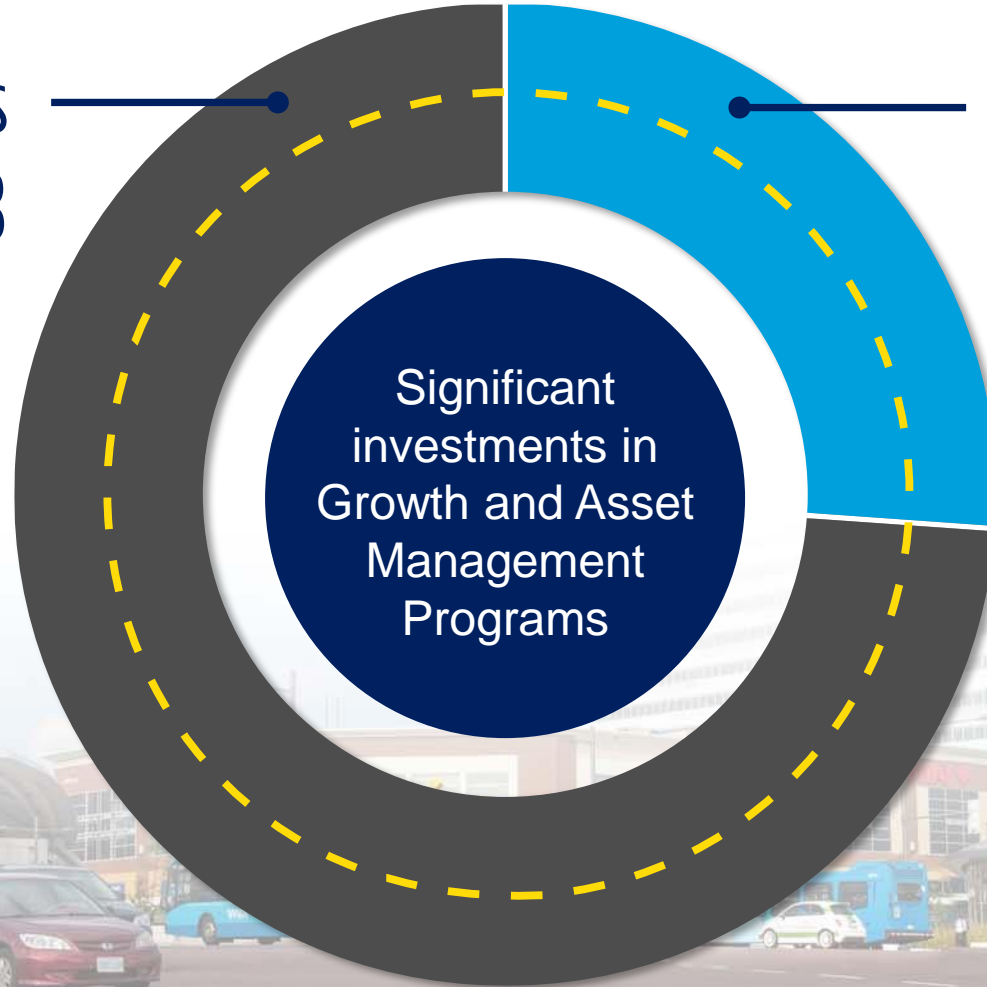 Significant
investments in
Growth and Asset
Management
Programs